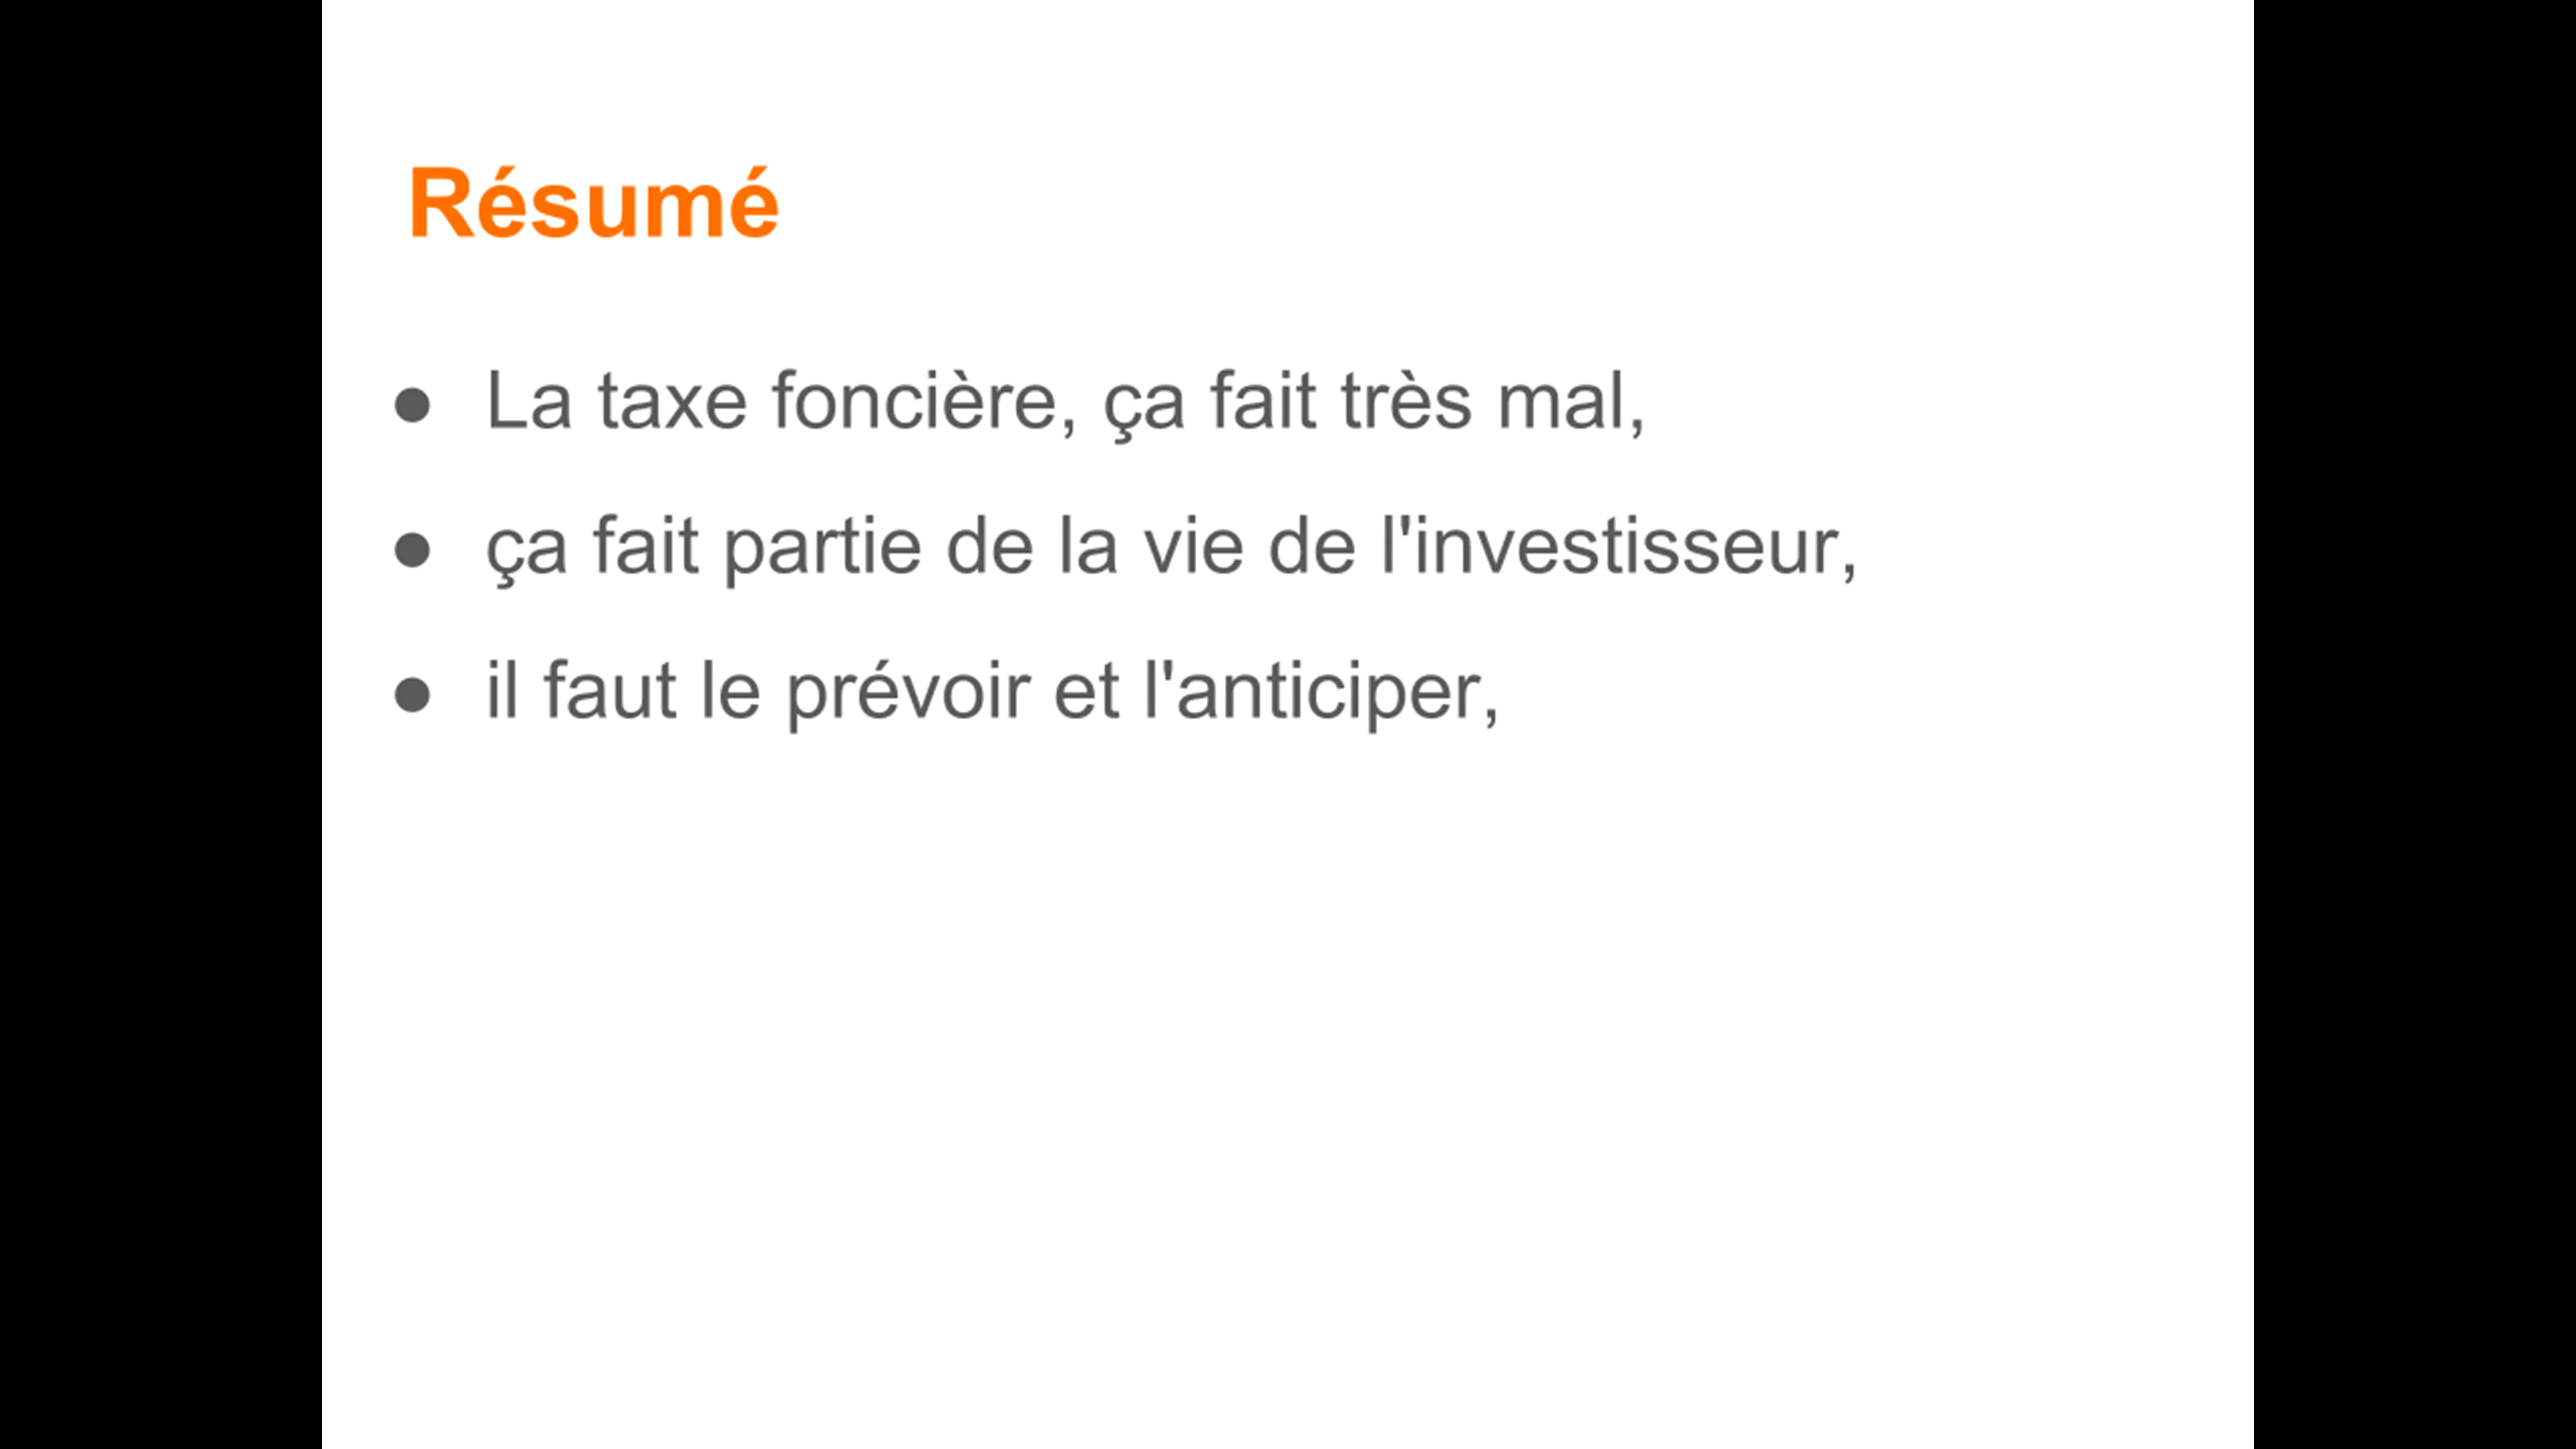 Résumé
● La taxe foncière, ça fait très mal,
● ça fait partie de la vie de l'investisseur,
● il faut le prévoir et l'anticiper,